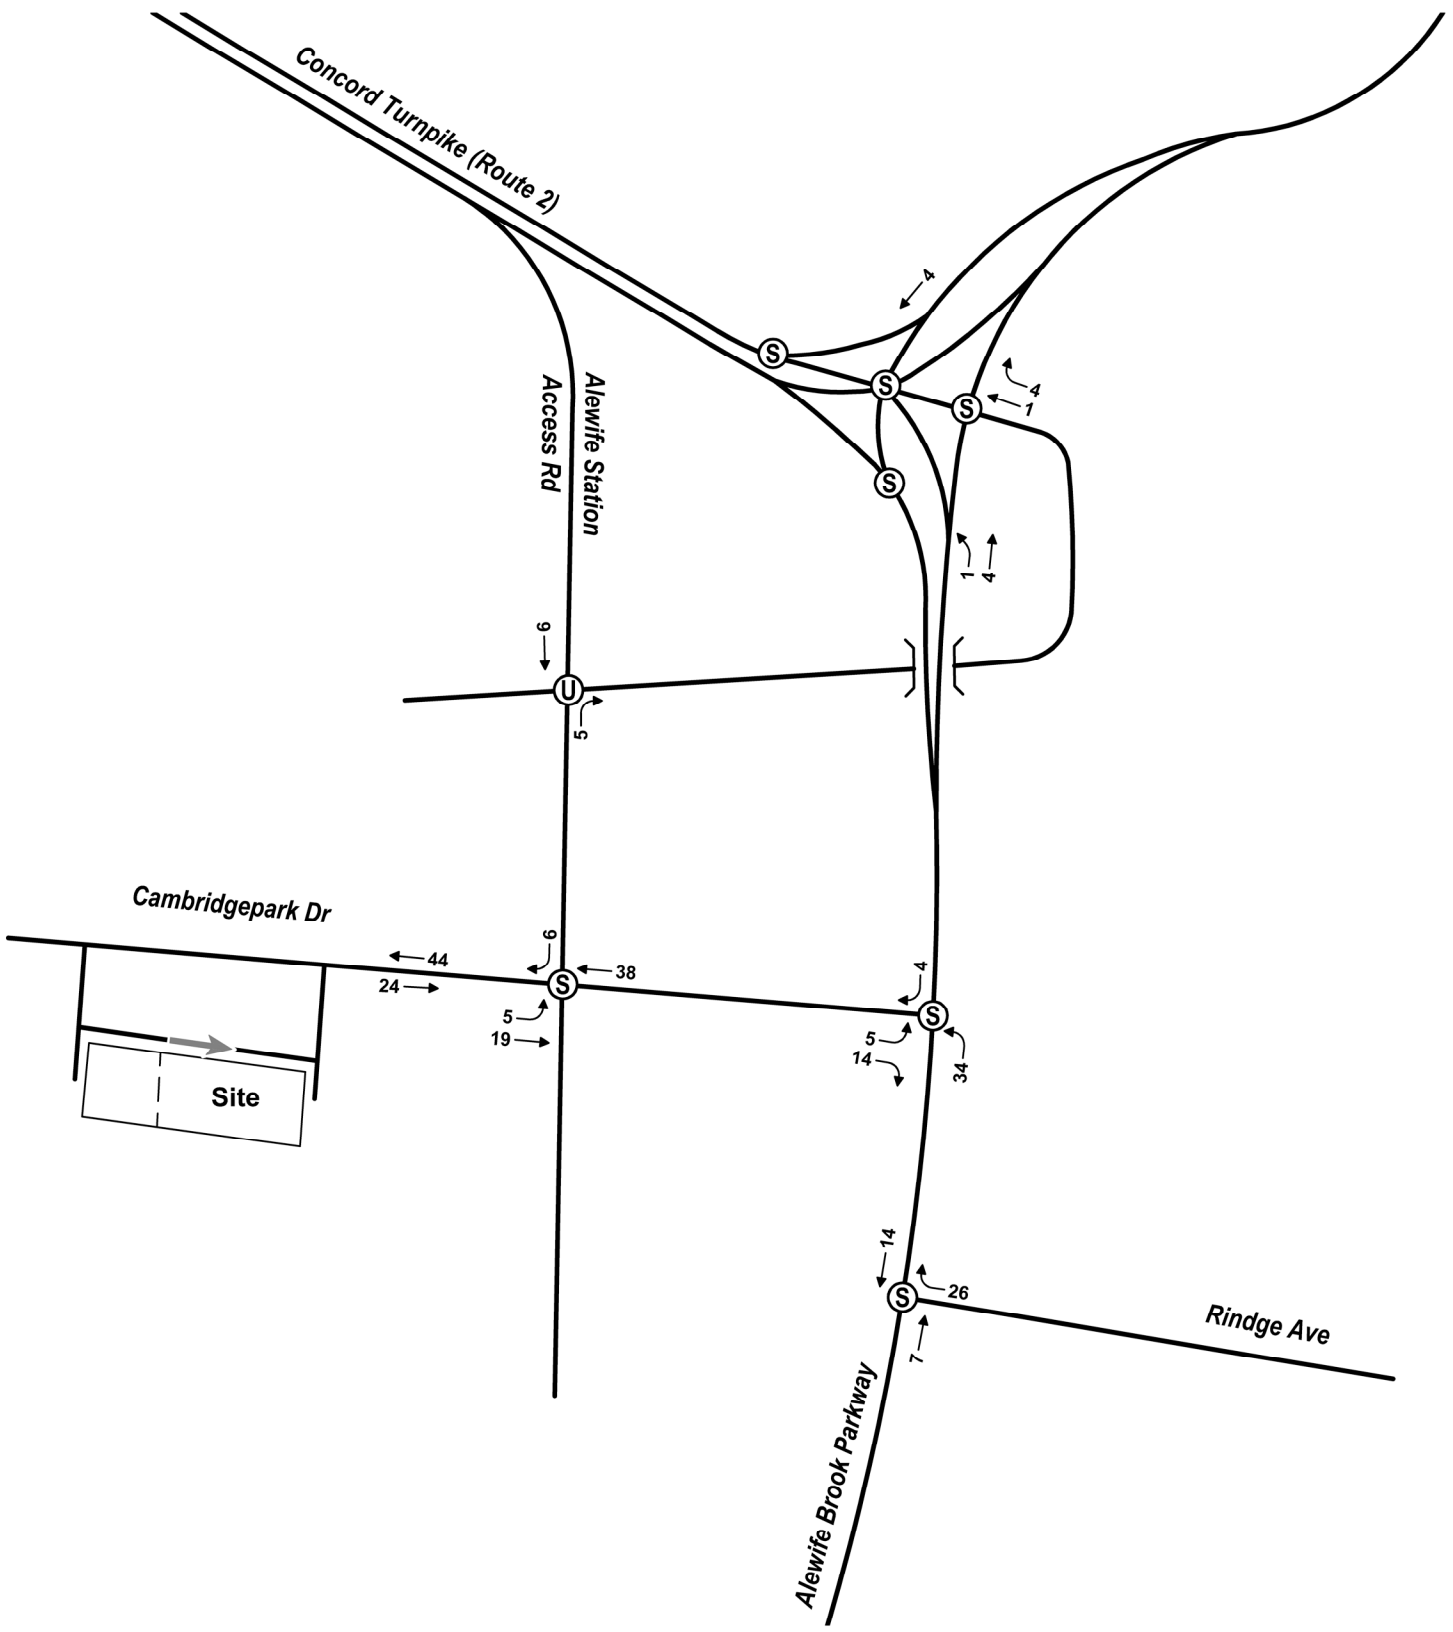 Concord Turnpike (Route 2)
4
S
S
S
4
1
Alewife Station
Access Rd
S
1
4
6
U
5
Cambridgepark Dr
44
24
6
38
S
5
19
4
S
5
14
34
Site
14
26
S
7
Rindge Ave
Alewife Brook Parkway